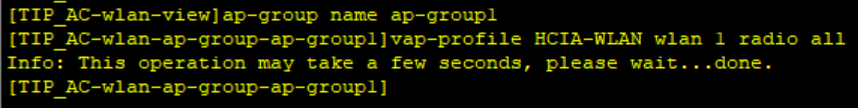 [TIP_AC-wlan-view]ap-group name ap-group1
[TIP_AC-wlan-ap-group-ap-group1]vap-profile HCIA-WLAN wlan 1 radio all
Info: This operation may take a few seconds, please wait...done.
[TIP_AC-wlan-ap-group-ap-group1]